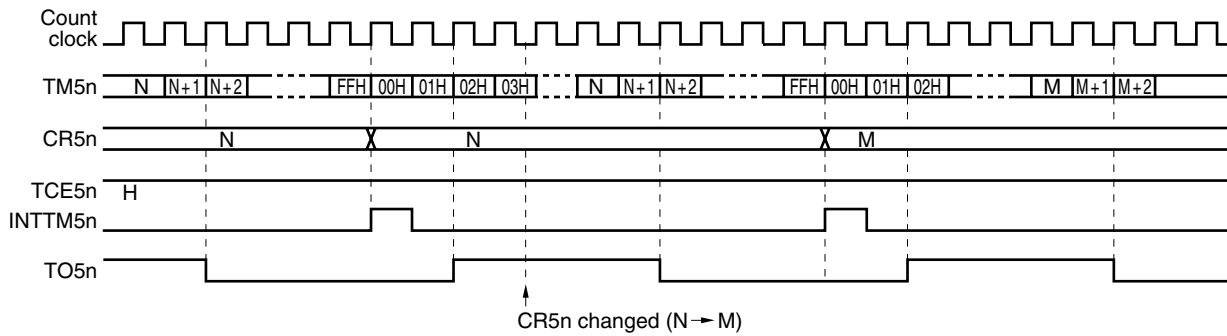 Count
clock
TM5n N N+1 N+2 FFH 00H 01H 02H 03H N N+1 N+2 FFH 00H 01H 02H M M+1 M+2
CR5n N N M
TCE5n H
INTTM5n
TO5n
CR5n changed (N→M)